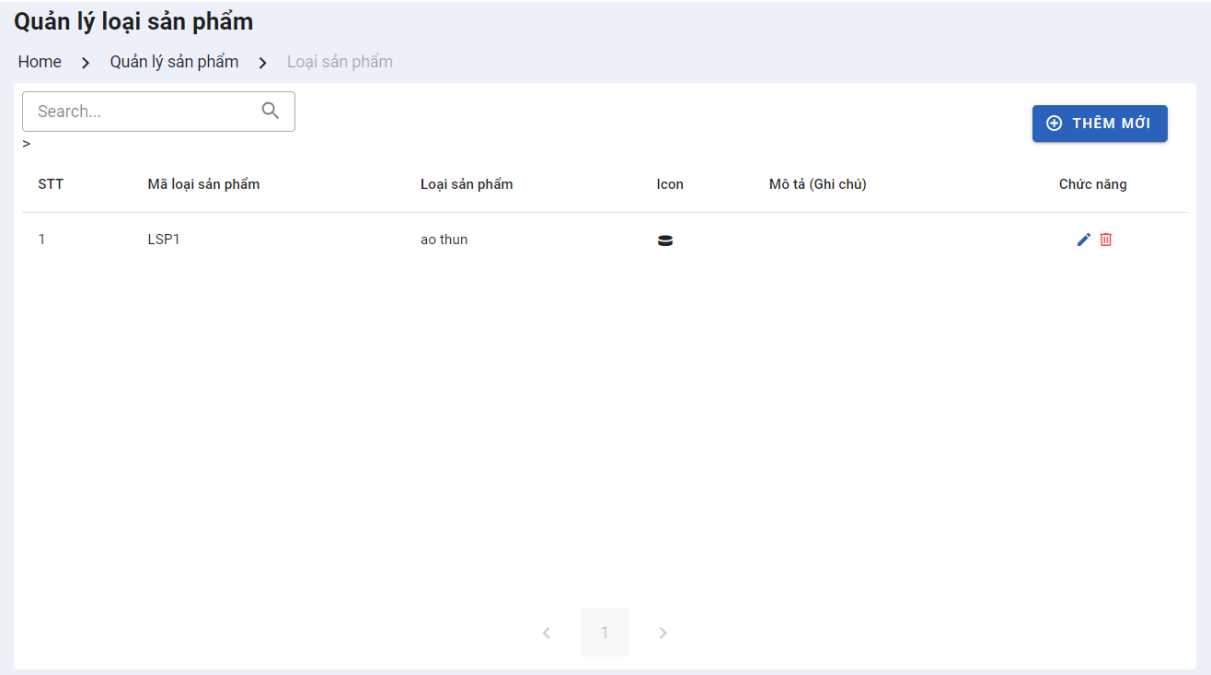 Quản lý loại sản phẩm
Home > Quản lý sản phẩm > Loại sản phẩm
Search...
THÊM MỚI
>
STT Mã loại sản phẩm Loại sản phẩm Icon Mô tả (Ghi chú) Chức năng
1 LSP1 ao thun
< 1 >